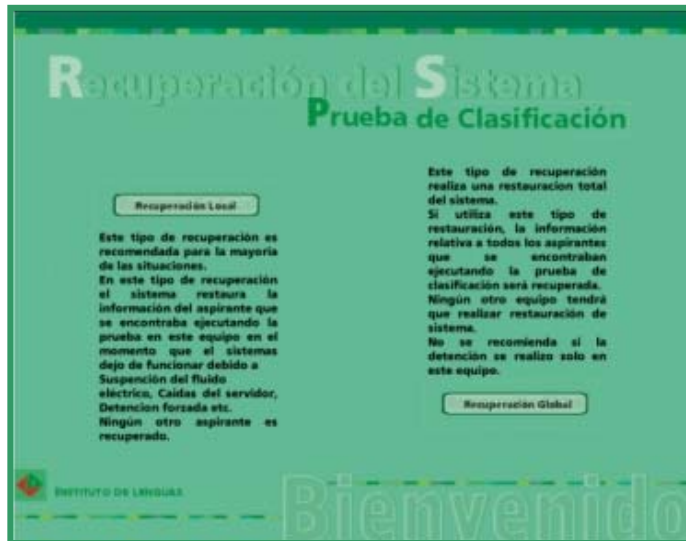 Recuperación del Sistema
Prueba de Clasificación
Recuperación Local
Este tipo de recuperación es
recomendada para la mayoria
de las situaciones.
En este tipo de recuperación
el sistema restaura la
información del aspirante que
se encontraba ejecutando la
prueba en este equipo en el
momento que el sistemas
dejo de funcionar debido a
Suspención del fluido
eléctrico, Caidas del servidor,
Detencion forzada etc.
Ningún otro aspirante es
recuperado.
Este tipo de recuperación
realiza una restauracion total
del sistema.
Si utiliza este tipo de
restauración, la información
relativa a todos los aspirantes
que se encontraban
ejecutando la prueba de
clasificación será recuperada.
Ningún otro equipo tendrá
que realizar restauración de
sistema.
No se recomienda si la
detención se realizo solo en
este equipo.
Recuperación Global
INSTITUTO DE LENGUAS
Bienvenido